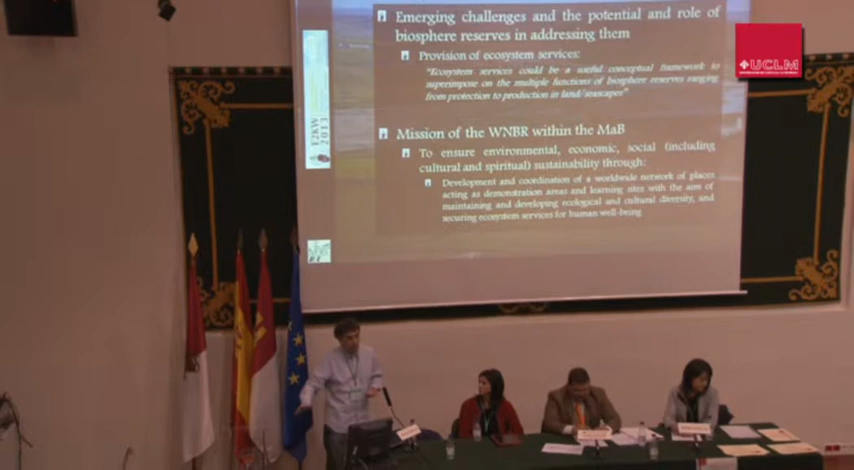 Emerging challenges and the potential and role of
biosphere reserves in addressing them
Provision of ecosystem services:
"Ecosystem services could be a useful conceptual framework to
superimpose on the multiple functions of biosphere reserves ranging
from protection to production in land/seascapes"
Mission of the WNBR within the MaB
To ensure environmental, economic, social (including
cultural and spiritual) sustainability through:
Development and coordination of a worldwide network of places
acting as demonstration areas and learning sites with the aim of
maintaining and developing ecological and cultural diversity, and
securing ecosystem services for human well-being
F2KW
2013
UCLM